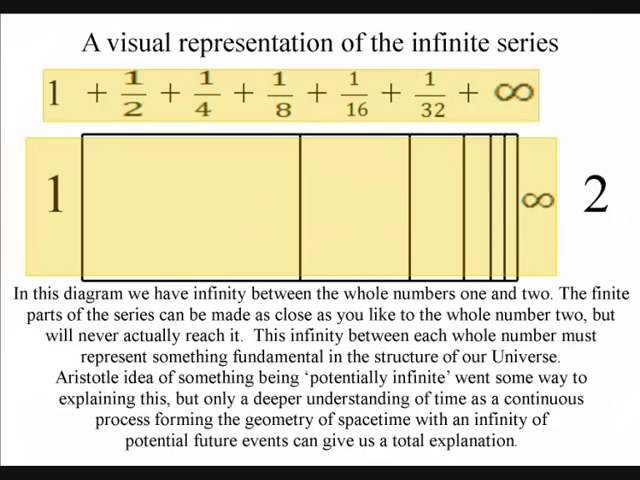 A visual representation of the infinite series
1 + 1/2 + 1/4 + 1/8 + 1/16 + 1/32 + ∞
1 ∞ 2
In this diagram we have infinity between the whole numbers one and two. The finite
parts of the series can be made as close as you like to the whole number two, but
will never actually reach it. This infinity between each whole number must
represent something fundamental in the structure of our Universe.
Aristotle idea of something being ‘potentially infinite’ went some way to
explaining this, but only a deeper understanding of time as a continuous
process forming the geometry of spacetime with an infinity of
potential future events can give us a total explanation.